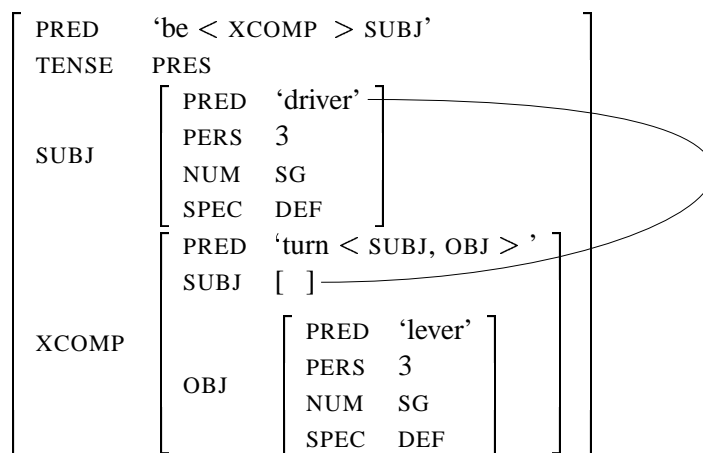 PRED ‘be < XCOMP > SUBJ’
TENSE PRES
SUBJ
PRED ‘driver’
PERS 3
NUM SG
SPEC DEF
XCOMP
PRED ‘turn < SUBJ, OBJ > ’
SUBJ [ ]
OBJ
PRED ‘lever’
PERS 3
NUM SG
SPEC DEF